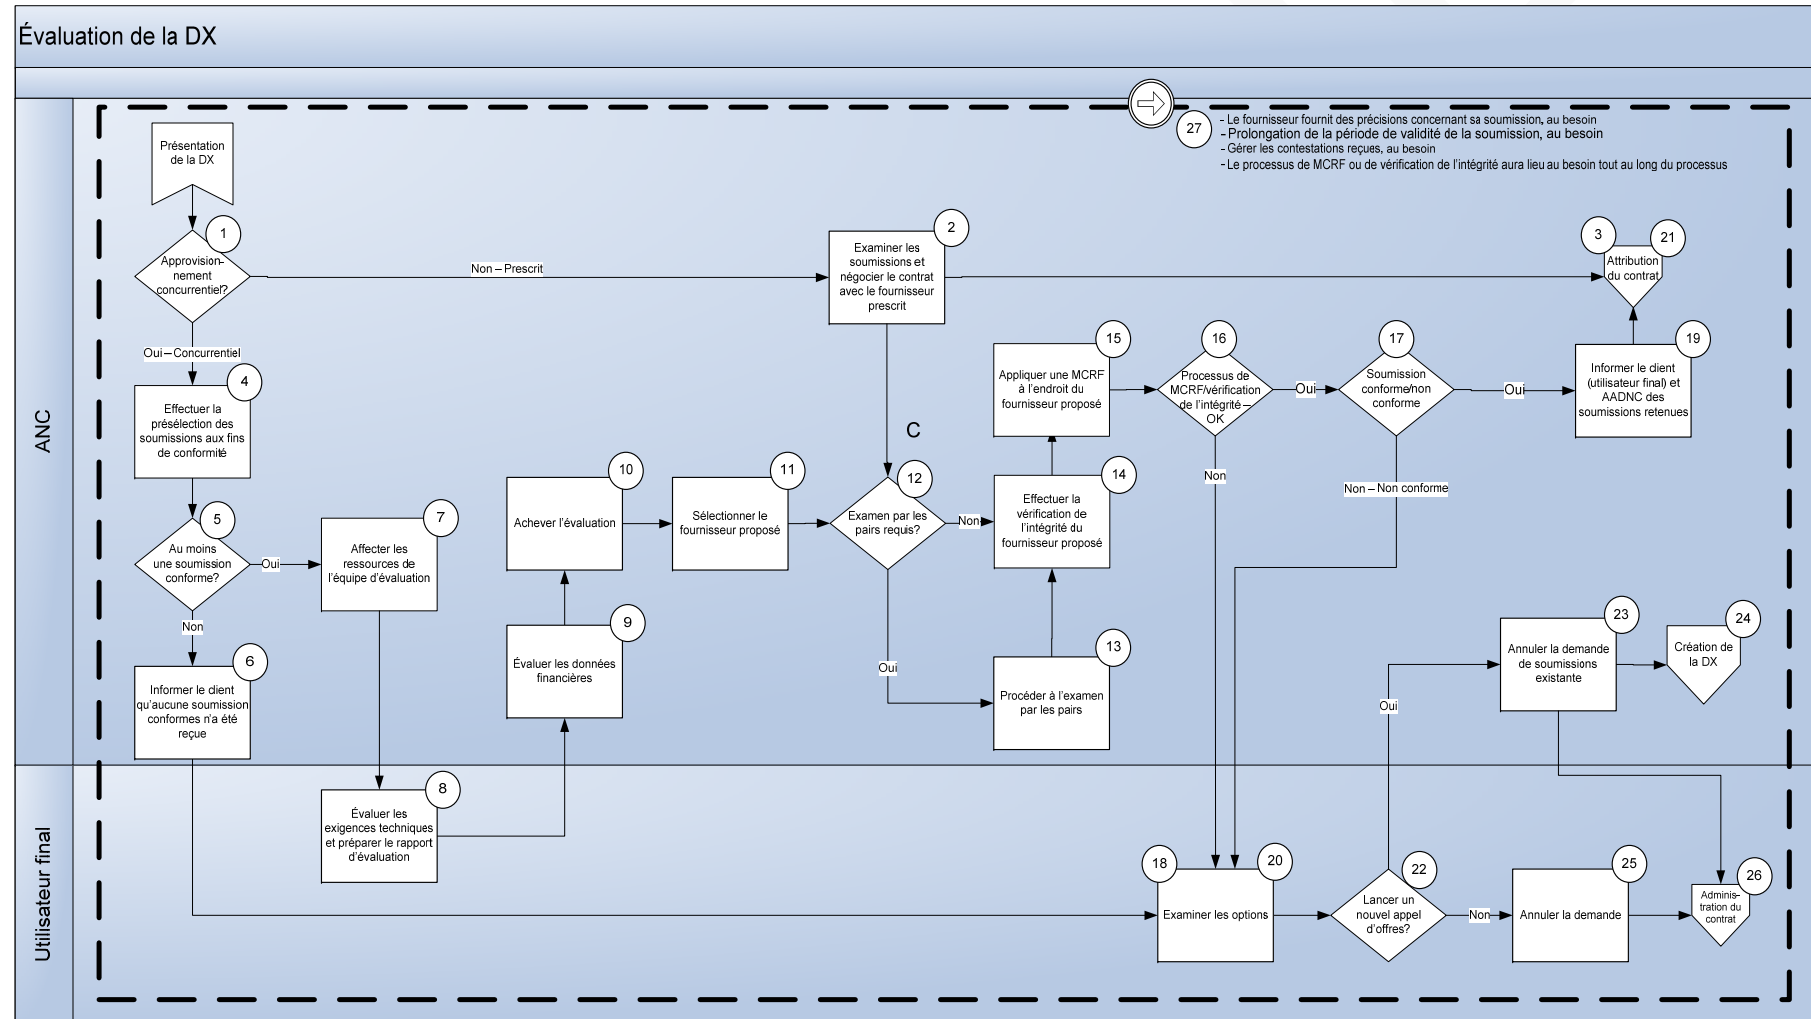 Évaluation de la DX
27
- Le fournisseur fournit des précisions concernant sa soumission, au besoin
- Prolongation de la période de validité de la soumission, au besoin
- Gérer les contestations reçues, au besoin
- Le processus de MCRF ou de vérification de l'intégrité aura lieu au besoin tout au long du processus
ANC
Présentation
de la DX
1
Approvision-
nement
concurrentiel?
Non – Prescrit
2
Examiner les
soumissions et
négocier le contrat
avec le fournisseur
prescrit
3
21
Attribution
du contrat
Oui – Concurrentiel
4
Effectuer la
présélection des
soumissions aux fins
de conformité
5
Au moins
une soumission
conforme?
Oui
Non
6
Informer le client
qu'aucune soumission
conformes n'a été
reçue
7
Affecter les
ressources de
l'équipe d'évaluation
10
Achever l'évaluation
9
Évaluer les données
financières
11
Sélectionner le
fournisseur proposé
C
12
Examen par les
pairs requis?
Non
Oui
13
Procéder à l'examen
par les pairs
14
Effectuer la
vérification de
l'intégrité du
fournisseur proposé
15
Appliquer une MCRF
à l'endroit du
fournisseur proposé
16
Processus de
MCRF/vérification
de l'intégrité –
OK
Oui
Non
17
Soumission
conforme/non
conforme
Oui
Non – Non conforme
19
Informer le client
(utilisateur final) et
AADNC des
soumissions retenues
23
Annuler la demande
de soumissions
existante
24
Création de
la DX
Oui
Utilisateur final
8
Évaluer les
exigences techniques
et préparer le rapport
d'évaluation
18
20
Examiner les options
22
Lancer un
nouvel appel
d'offres?
Non
25
Annuler la demande
26
Adminis-
tration du
contrat